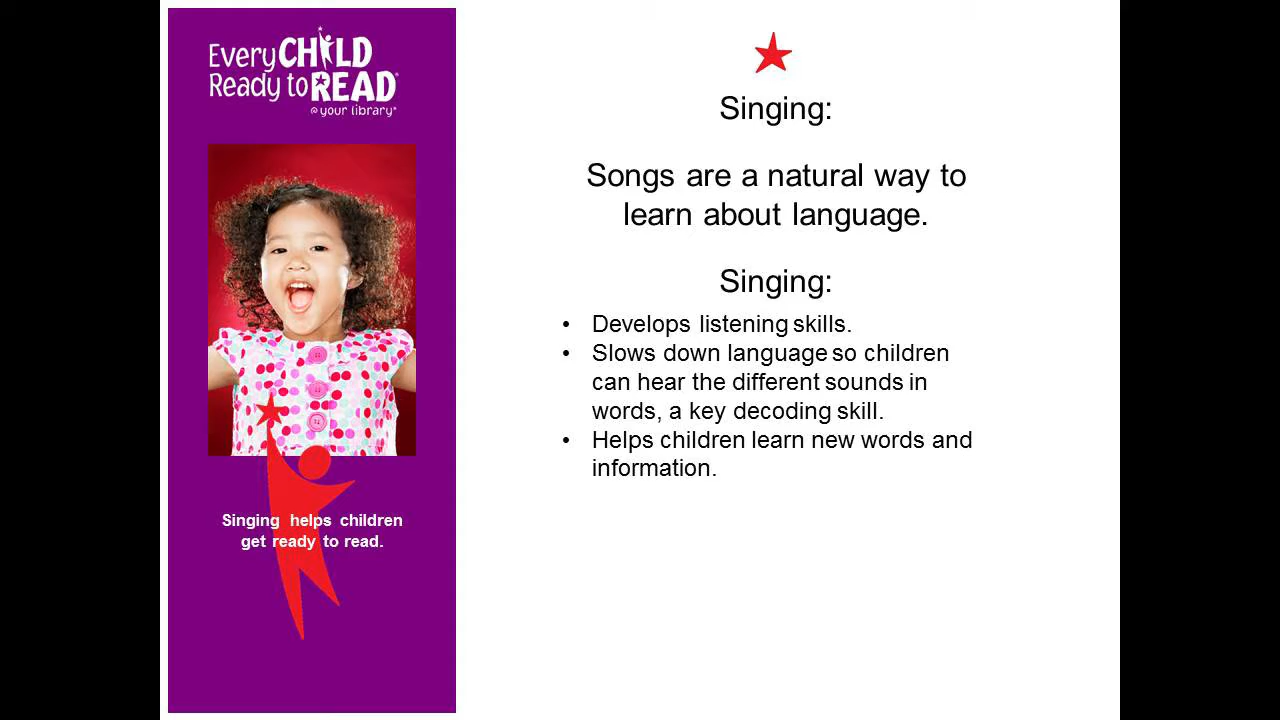 Every CHILD
Ready to READ®
@ your library®
Singing helps children
get ready to read.
Singing:
Songs are a natural way to
learn about language.
Singing:
• Develops listening skills.
• Slows down language so children
can hear the different sounds in
words, a key decoding skill.
• Helps children learn new words and
information.